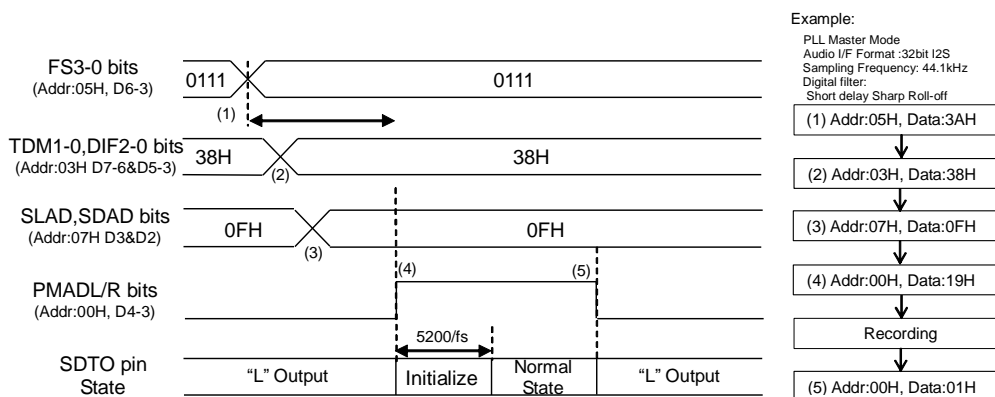 FS3-0 bits
(Addr:05H, D6-3)
0111
0111
(1)
TDM1-0,DIF2-0 bits
(Addr:03H D7-6&D5-3)
38H
38H
(2)
SLAD,SDAD bits
(Addr:07H D3&D2)
0FH
0FH
(3)
PMADL/R bits
(Addr:00H, D4-3)
(4)
(5)
5200/fs
SDTO pin
State
“L” Output
Initialize
Normal
State
“L” Output
Example:
PLL Master Mode
Audio I/F Format :32bit I2S
Sampling Frequency: 44.1kHz
Digital filter:
Short delay Sharp Roll-off
(1) Addr:05H, Data:3AH
(2) Addr:03H, Data:38H
(3) Addr:07H, Data:0FH
(4) Addr:00H, Data:19H
Recording
(5) Addr:00H, Data:01H